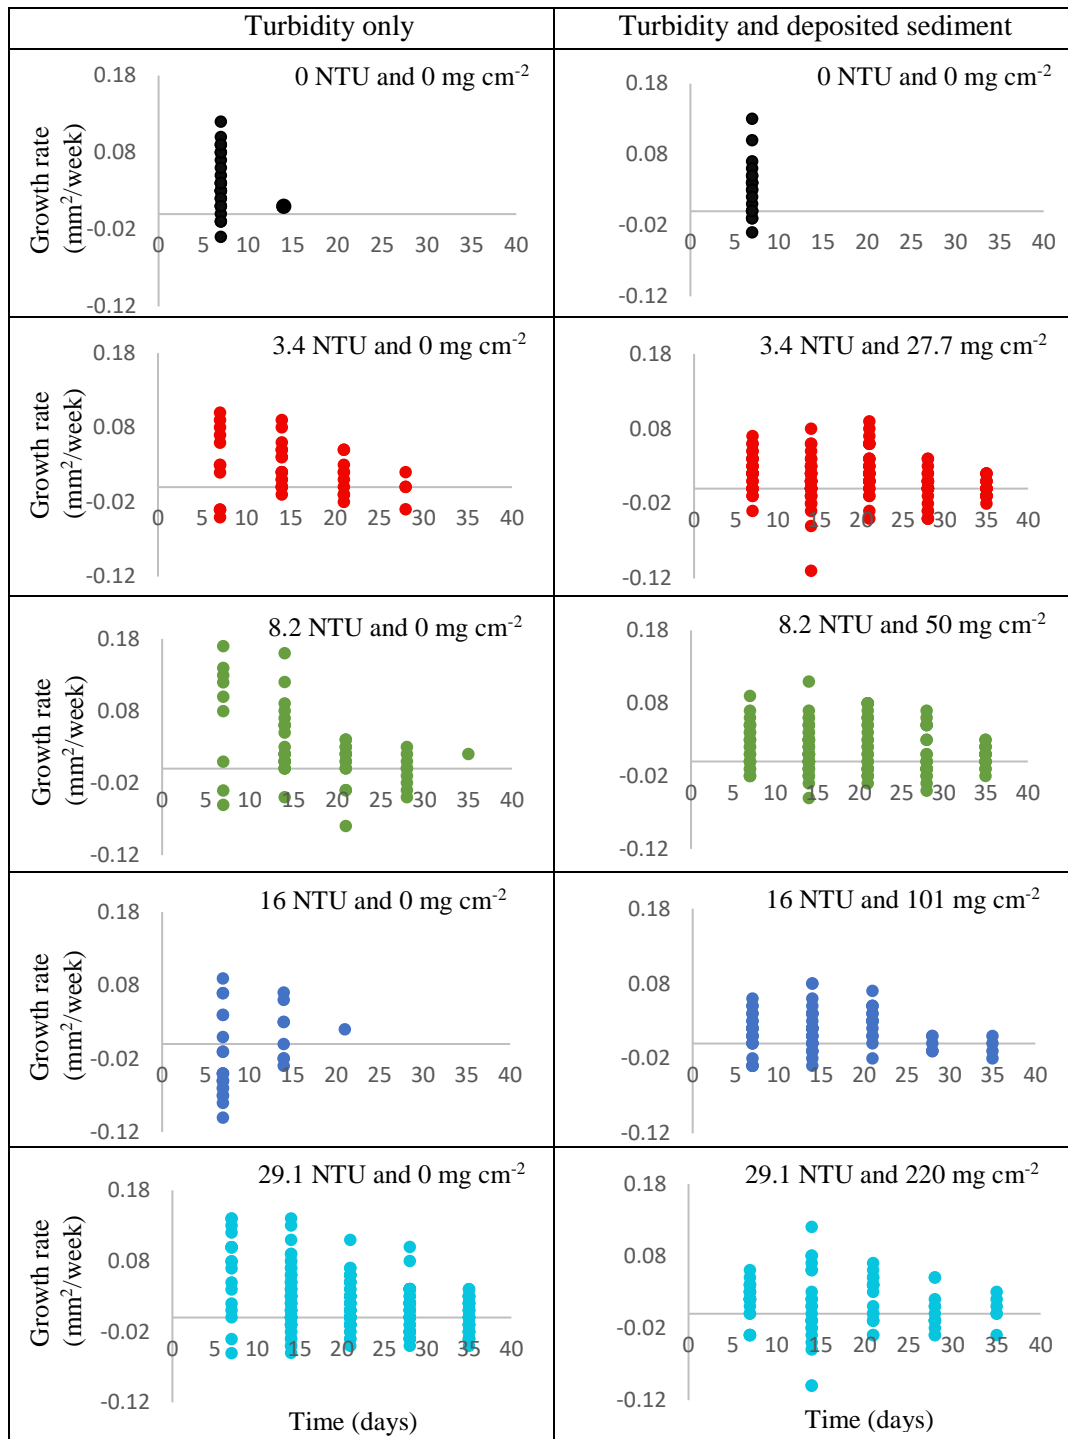 Turbidity only
Turbidity and deposited sediment
0 NTU and 0 mg cm⁻²
0.18
0.08
-0.02
-0.12
0 5 10 15 20 25 30 35 40
Growth rate
(mm²/week)
0 NTU and 0 mg cm⁻²
0.18
0.08
-0.02
-0.12
0 5 10 15 20 25 30 35 40
3.4 NTU and 0 mg cm⁻²
0.18
0.08
-0.02
-0.12
0 5 10 15 20 25 30 35 40
Growth rate
(mm²/week)
3.4 NTU and 27.7 mg cm⁻²
0.18
0.08
-0.02
-0.12
0 5 10 15 20 25 30 35 40
8.2 NTU and 0 mg cm⁻²
0.18
0.08
-0.02
-0.12
0 5 10 15 20 25 30 35 40
Growth rate
(mm²/week)
8.2 NTU and 50 mg cm⁻²
0.18
0.08
-0.02
-0.12
0 5 10 15 20 25 30 35 40
16 NTU and 0 mg cm⁻²
0.18
0.08
-0.02
-0.12
0 5 10 15 20 25 30 35 40
Growth rate
(mm²/week)
16 NTU and 101 mg cm⁻²
0.18
0.08
-0.02
-0.12
0 5 10 15 20 25 30 35 40
29.1 NTU and 0 mg cm⁻²
0.18
0.08
-0.02
-0.12
0 5 10 15 20 25 30 35 40
Growth rate
(mm²/week)
Time (days)
29.1 NTU and 220 mg cm⁻²
0.18
0.08
-0.02
-0.12
0 5 10 15 20 25 30 35 40
Time (days)